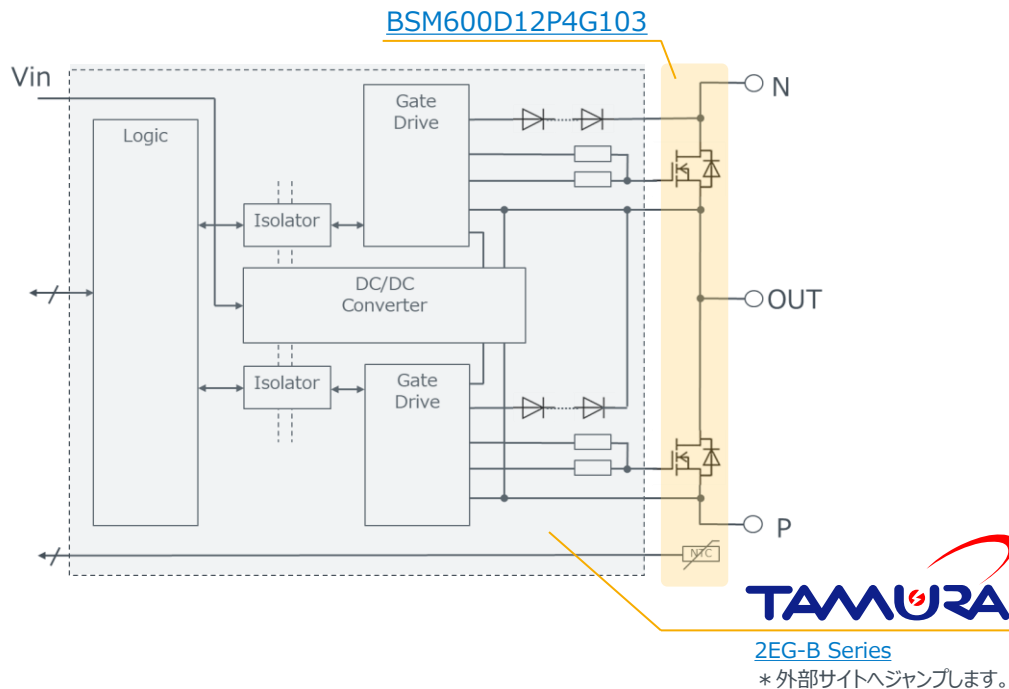 BSM600D12P4G103
Vin
N
Gate
Drive
Logic
Isolator
DC/DC
Converter
OUT
Isolator
Gate
Drive
P
NTC
TAMURA
2EG-B Series
＊外部サイトへジャンプします。